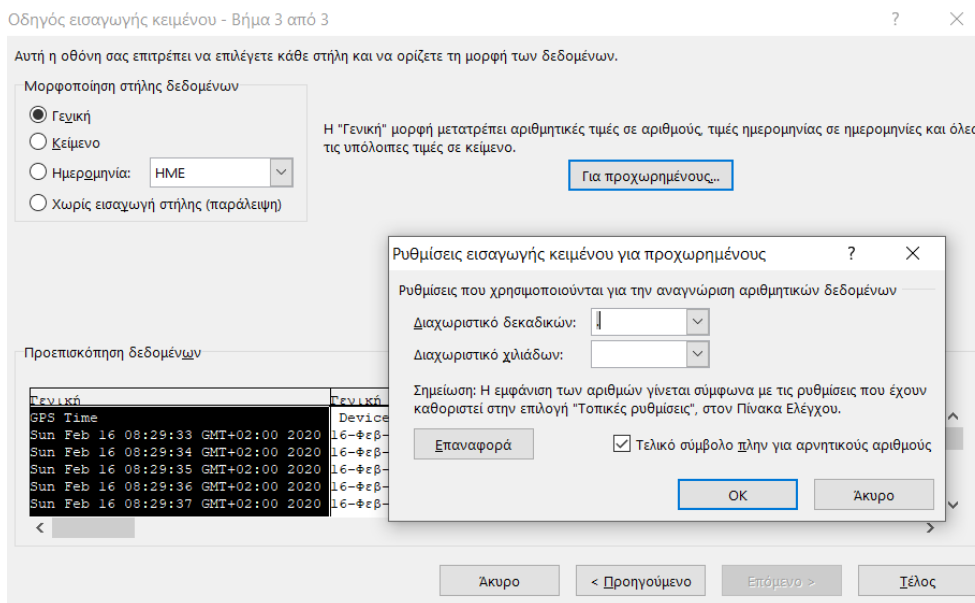 Οδηγός εισαγωγής κειμένου - Βήμα 3 από 3
Αυτή η οθόνη σας επιτρέπει να επιλέγετε κάθε στήλη και να ορίζετε τη μορφή των δεδομένων.
Μορφοποίηση στήλης δεδομένων
Γενική
Κείμενο
Ημερομηνία: ΗΜΕ
Χωρίς εισαγωγή στήλης (παράλειψη)
Η "Γενική" μορφή μετατρέπει αριθμητικές τιμές σε αριθμούς, τιμές ημερομηνίας σε ημερομηνίες και όλες
τις υπόλοιπες τιμές σε κείμενο.
Για προχωρημένους...
Ρυθμίσεις εισαγωγής κειμένου για προχωρημένους
Ρυθμίσεις που χρησιμοποιούνται για την αναγνώριση αριθμητικών δεδομένων
Διαχωριστικό δεκαδικών: .
Διαχωριστικό χιλιάδων:
Σημείωση: Η εμφάνιση των αριθμών γίνεται σύμφωνα με τις ρυθμίσεις που έχουν
καθοριστεί στην επιλογή "Τοπικές ρυθμίσεις", στον Πίνακα Ελέγχου.
Επαναφορά
Τελικό σύμβολο πλην για αρνητικούς αριθμούς
OK
Άκυρο
Προεπισκόπηση δεδομένων
Γενική Γενική
GPS Time Device
Sun Feb 16 08:29:33 GMT+02:00 2020 16-Φεβ-
Sun Feb 16 08:29:34 GMT+02:00 2020 16-Φεβ-
Sun Feb 16 08:29:35 GMT+02:00 2020 16-Φεβ-
Sun Feb 16 08:29:36 GMT+02:00 2020 16-Φεβ-
Sun Feb 16 08:29:37 GMT+02:00 2020 16-Φεβ-
Άκυρο
< Προηγούμενο
Επόμενο >
Τέλος